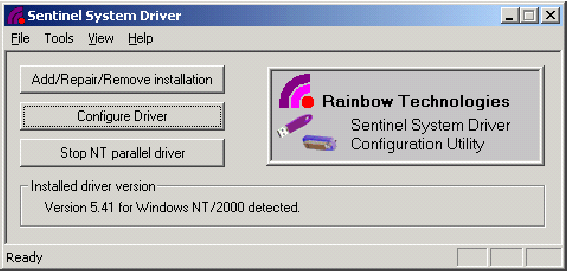 Sentinel System Driver
File Tools View Help
Add/Repair/Remove installation
Configure Driver
Stop NT parallel driver
Rainbow Technologies
Sentinel System Driver
Configuration Utility
Installed driver version
Version 5.41 for Windows NT/2000 detected.
Ready